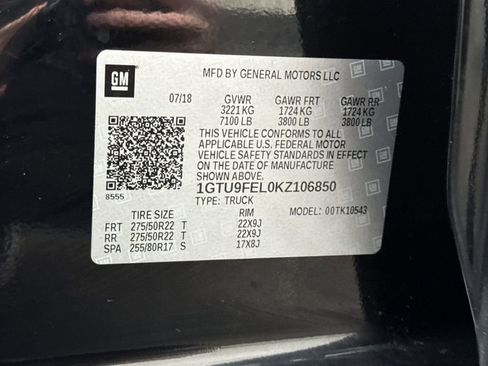 GM
MFD BY GENERAL MOTORS LLC
07/18 GVWR GAWR FRT GAWR RR
3221 KG 1724 KG 1724 KG
7100 LB 3800 LB 3800 LB
THIS VEHICLE CONFORMS TO ALL
APPLICABLE U.S. FEDERAL MOTOR
VEHICLE SAFETY STANDARDS IN EFFECT
ON THE DATE OF MANUFACTURE
SHOWN ABOVE.
1GTU9FEL0KZ106850
8555 TYPE: TRUCK MODEL: 00TK10543
TIRE SIZE RIM
FRT 275/50R22 T 22X9J
RR 275/50R22 T 22X9J
SPA 255/80R17 S 17X8J